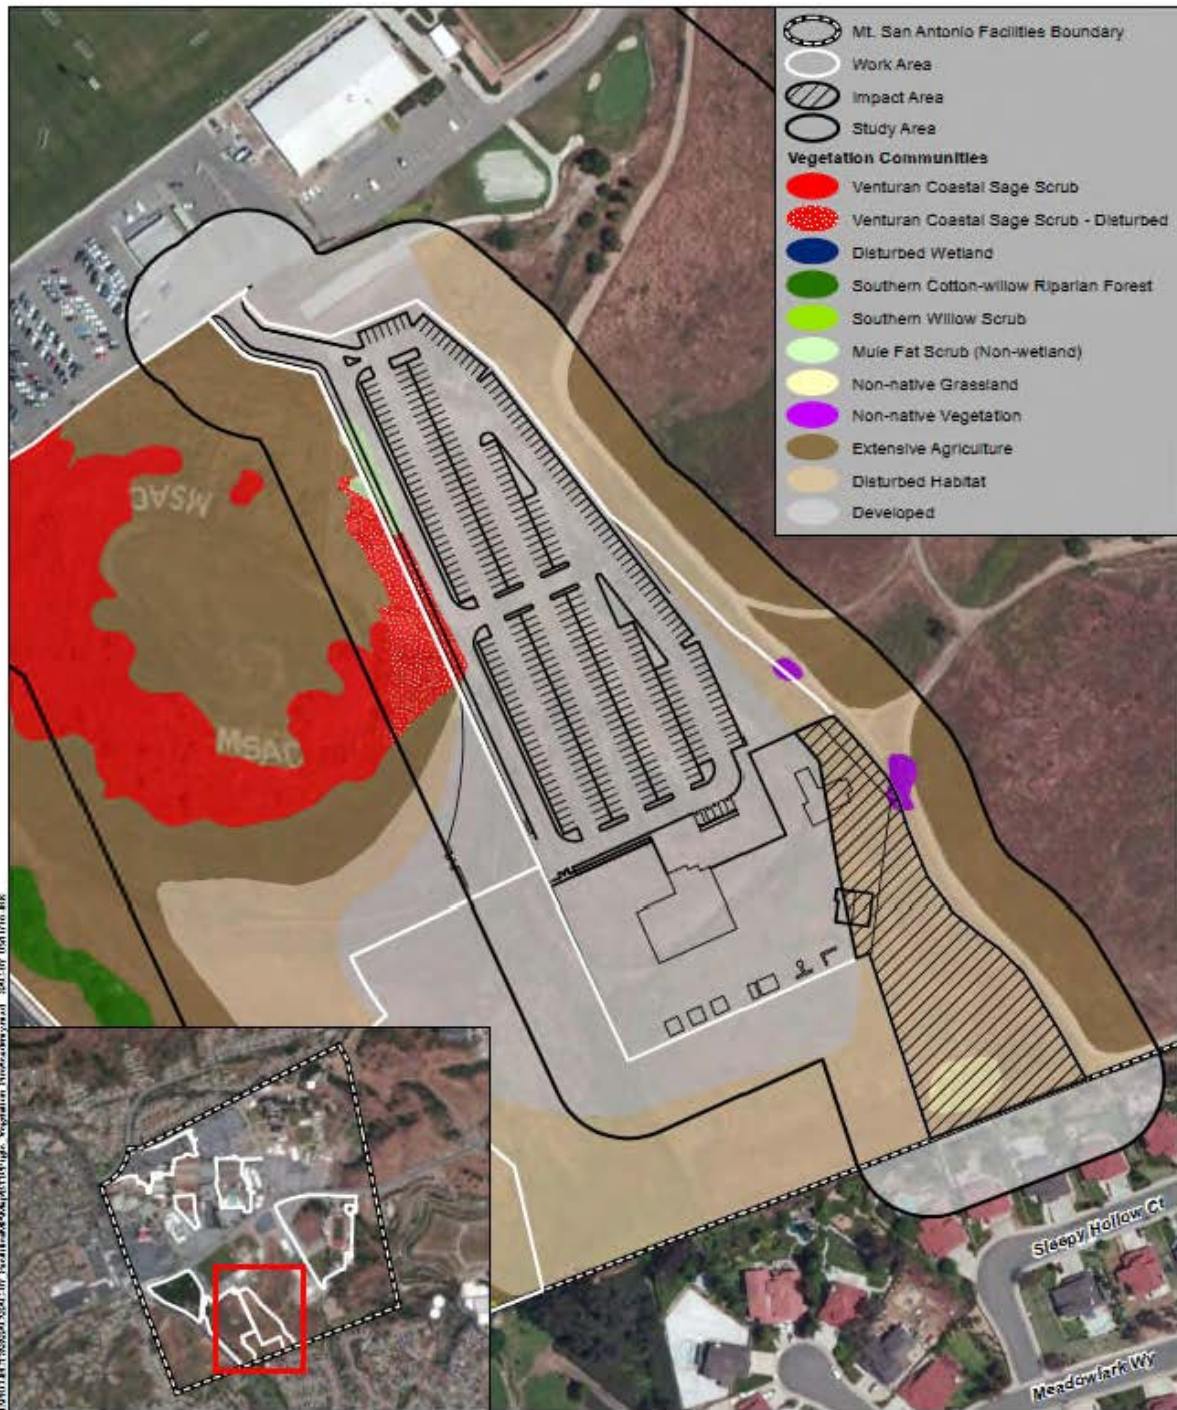 Mt. San Antonio Facilities Boundary
Work Area
Impact Area
Study Area
Vegetation Communities
Venturan Coastal Sage Scrub
Venturan Coastal Sage Scrub - Disturbed
Disturbed Wetland
Southern Cotton-willow Riparian Forest
Southern Willow Scrub
Mule Fat Scrub (Non-wetland)
Non-native Grassland
Non-native Vegetation
Extensive Agriculture
Disturbed Habitat
Developed
MSAC
MSAC
Sleepy Hollow Ct
Meadowlark Wy